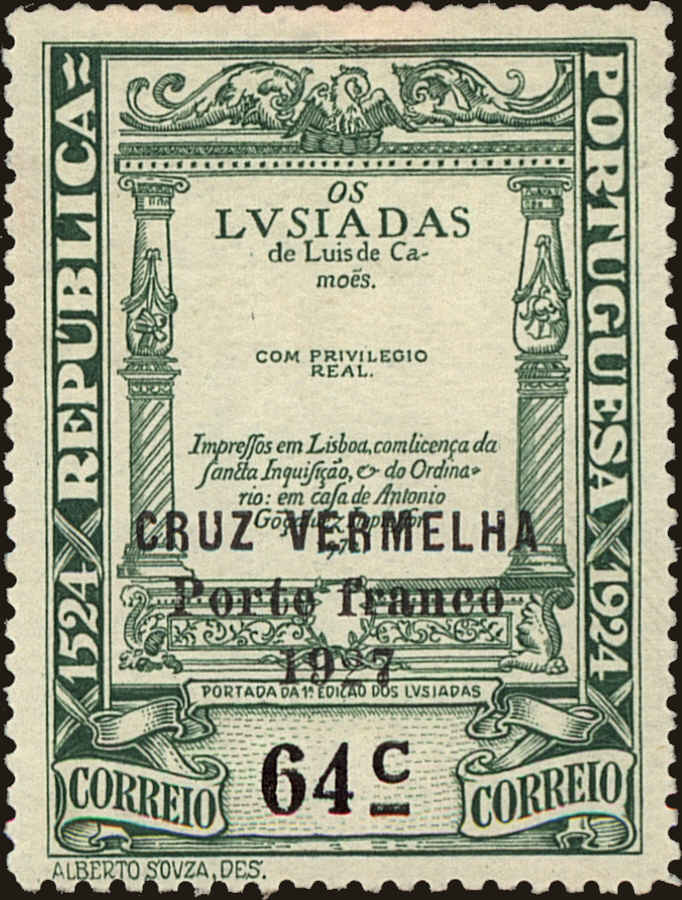 REPÚBLICA
PORTUGUESA
1524
1924
OS
LVSIADAS
de Luis de Ca-
moẽs.
COM PRIVILEGIO
REAL.
Impreſſos em Lisboa, com licença da
ſancta Inquiſição, & do Ordina-
rio: em caſa de Antonio
CRUZ VERMELHA
Porte franco
1927
PORTADA DA 1ª EDIÇÃO DOS LVSIADAS
64c
CORREIO
CORREIO
ALBERTO SOVZA, DES.